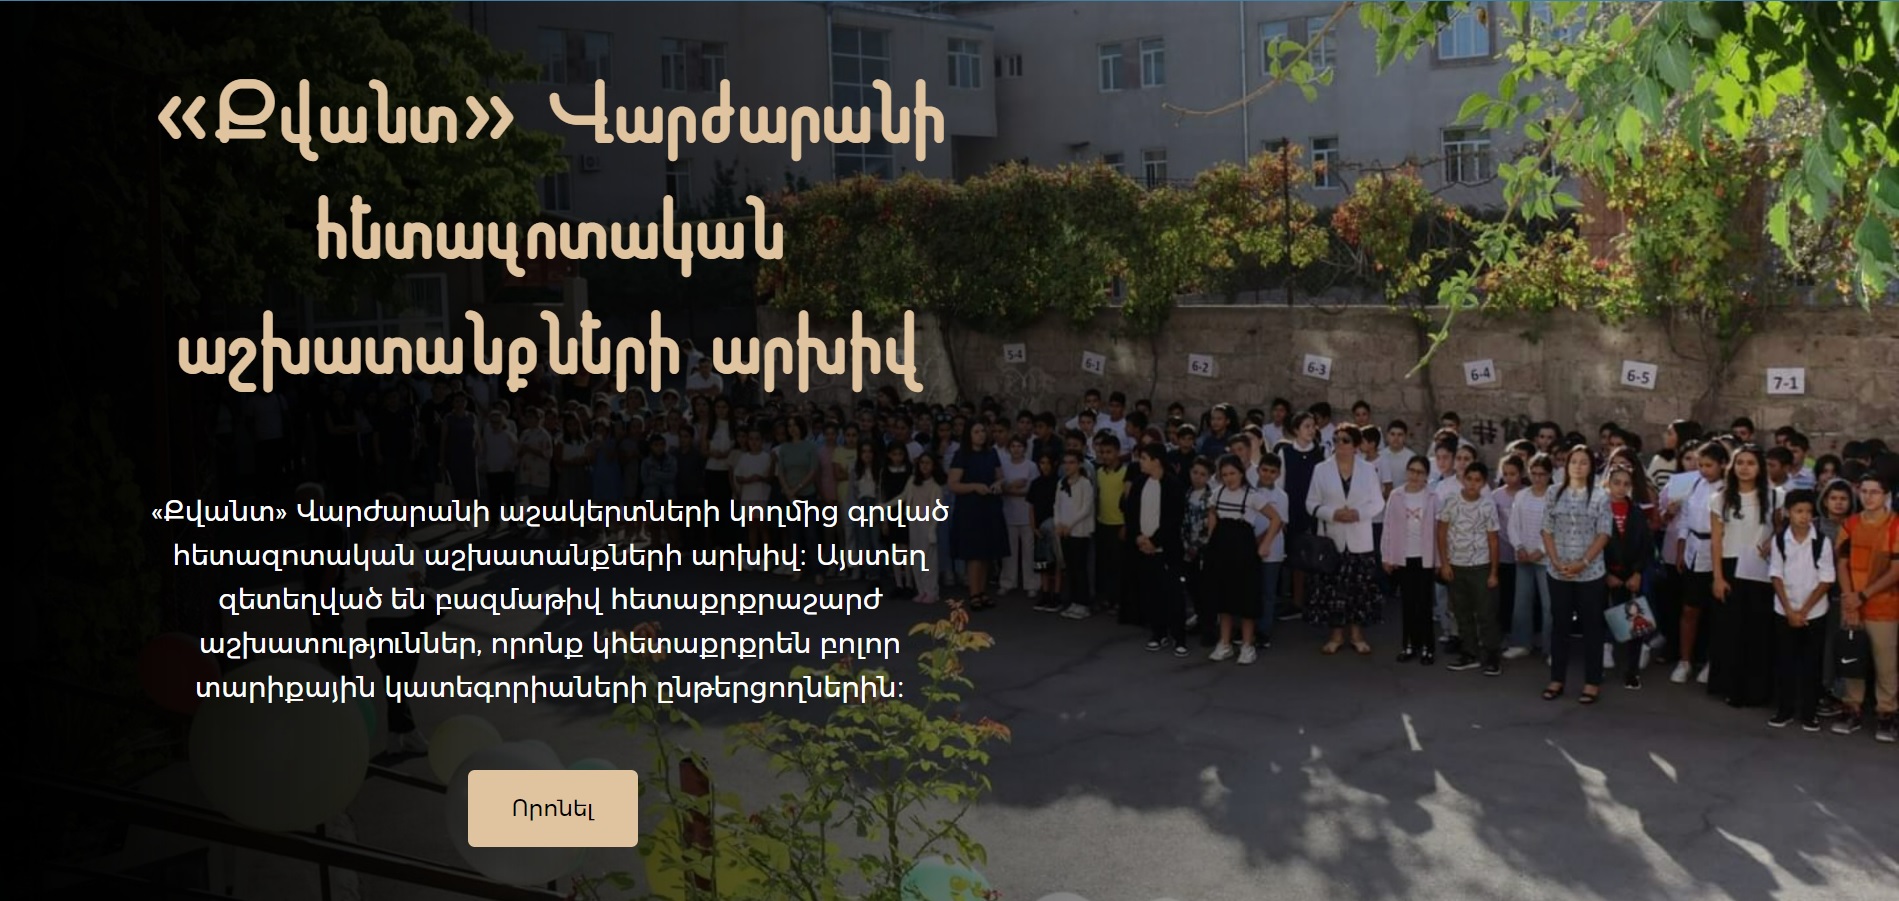 «Քվանտ» Վարժարանի
հետազոտական
աշխատանքների արխիվ
«Քվանտ» Վարժարանի աշակերտների կողմից գրված
հետազոտական աշխատանքների արխիվ: Այստեղ
զետեղված են բազմաթիվ հետաքրքրաշարժ
աշխատություններ, որոնք կհետաքրքրեն բոլոր
տարիքային կատեգորիաների ընթերցողներին:
Որոնել
5-4
6-1
6-2
6-3
6-4
6-5
7-1
#